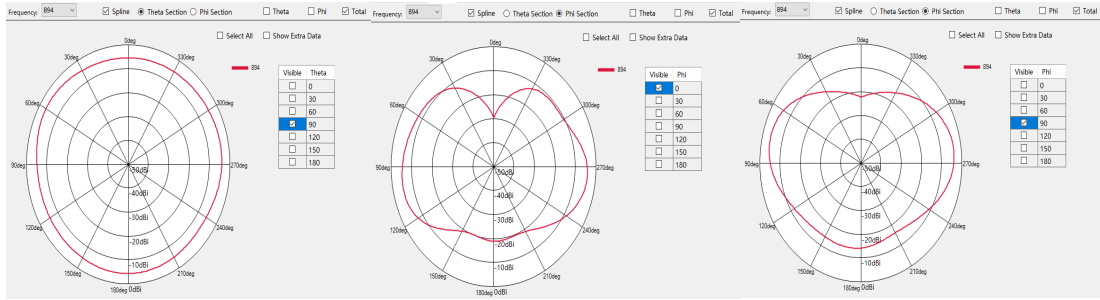 Frequency: 894 Spline Theta Section Phi Section Theta Phi Total
Select All Show Extra Data
0deg
30deg 330deg
894
Visible Theta
0
30
60
90
120
150
180
60deg 300deg
90deg 270deg
-50dBi
-40dBi
-30dBi
120deg 240deg
-20dBi
-10dBi
150deg 210deg
180deg 0dBi
Frequency: 894 Spline Theta Section Phi Section Theta Phi Total
Select All Show Extra Data
0deg
30deg 330deg
894
Visible Phi
0
30
60
90
120
150
180
60deg 300deg
90deg 270deg
-50dBi
-40dBi
-30dBi
120deg 240deg
-20dBi
-10dBi
150deg 210deg
180deg 0dBi
Frequency: 894 Spline Theta Section Phi Section Theta Phi Total
Select All Show Extra Data
0deg
30deg 330deg
894
Visible Phi
0
30
60
90
120
150
180
60deg 300deg
90deg 270deg
-50dBi
-40dBi
-30dBi
120deg 240deg
-20dBi
-10dBi
150deg 210deg
180deg 0dBi